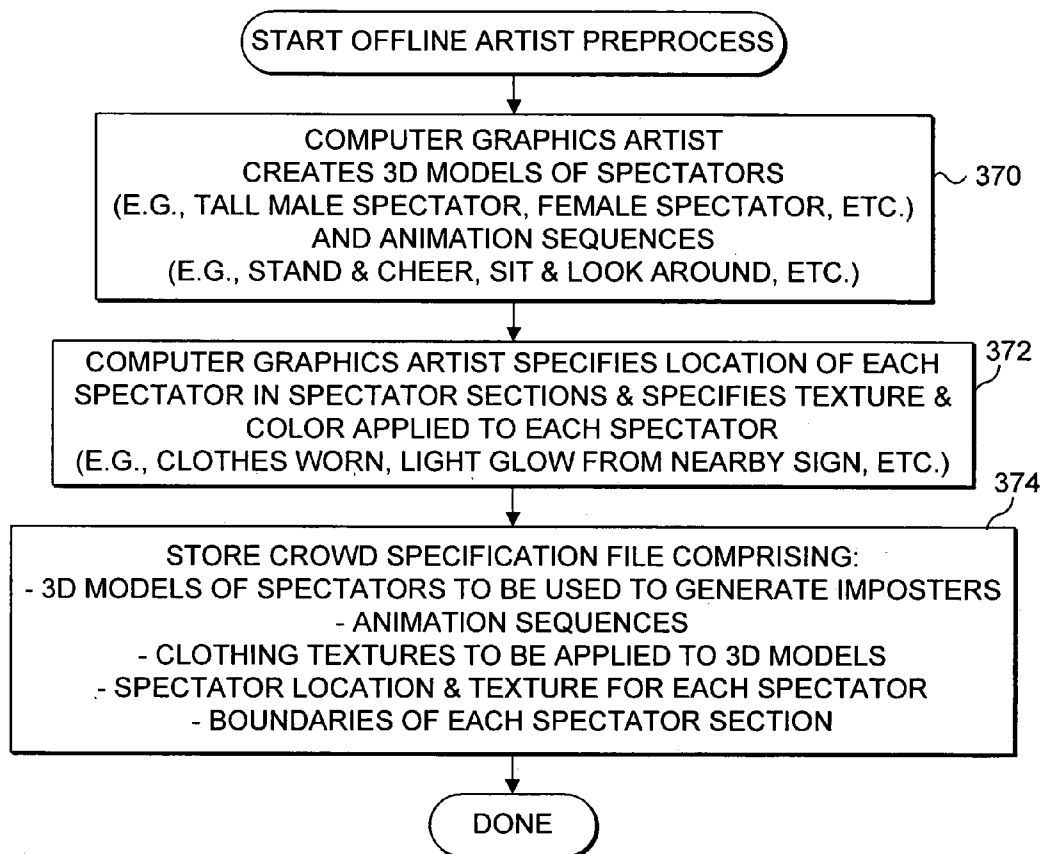 START OFFLINE ARTIST PREPROCESS
COMPUTER GRAPHICS ARTIST
CREATES 3D MODELS OF SPECTATORS
(E.G., TALL MALE SPECTATOR, FEMALE SPECTATOR, ETC.)
AND ANIMATION SEQUENCES
(E.G., STAND & CHEER, SIT & LOOK AROUND, ETC.)
370
COMPUTER GRAPHICS ARTIST SPECIFIES LOCATION OF EACH
SPECTATOR IN SPECTATOR SECTIONS & SPECIFIES TEXTURE &
COLOR APPLIED TO EACH SPECTATOR
(E.G., CLOTHES WORN, LIGHT GLOW FROM NEARBY SIGN, ETC.)
372
374
STORE CROWD SPECIFICATION FILE COMPRISING:
- 3D MODELS OF SPECTATORS TO BE USED TO GENERATE IMPOSTERS
- ANIMATION SEQUENCES
- CLOTHING TEXTURES TO BE APPLIED TO 3D MODELS
- SPECTATOR LOCATION & TEXTURE FOR EACH SPECTATOR
- BOUNDARIES OF EACH SPECTATOR SECTION
DONE